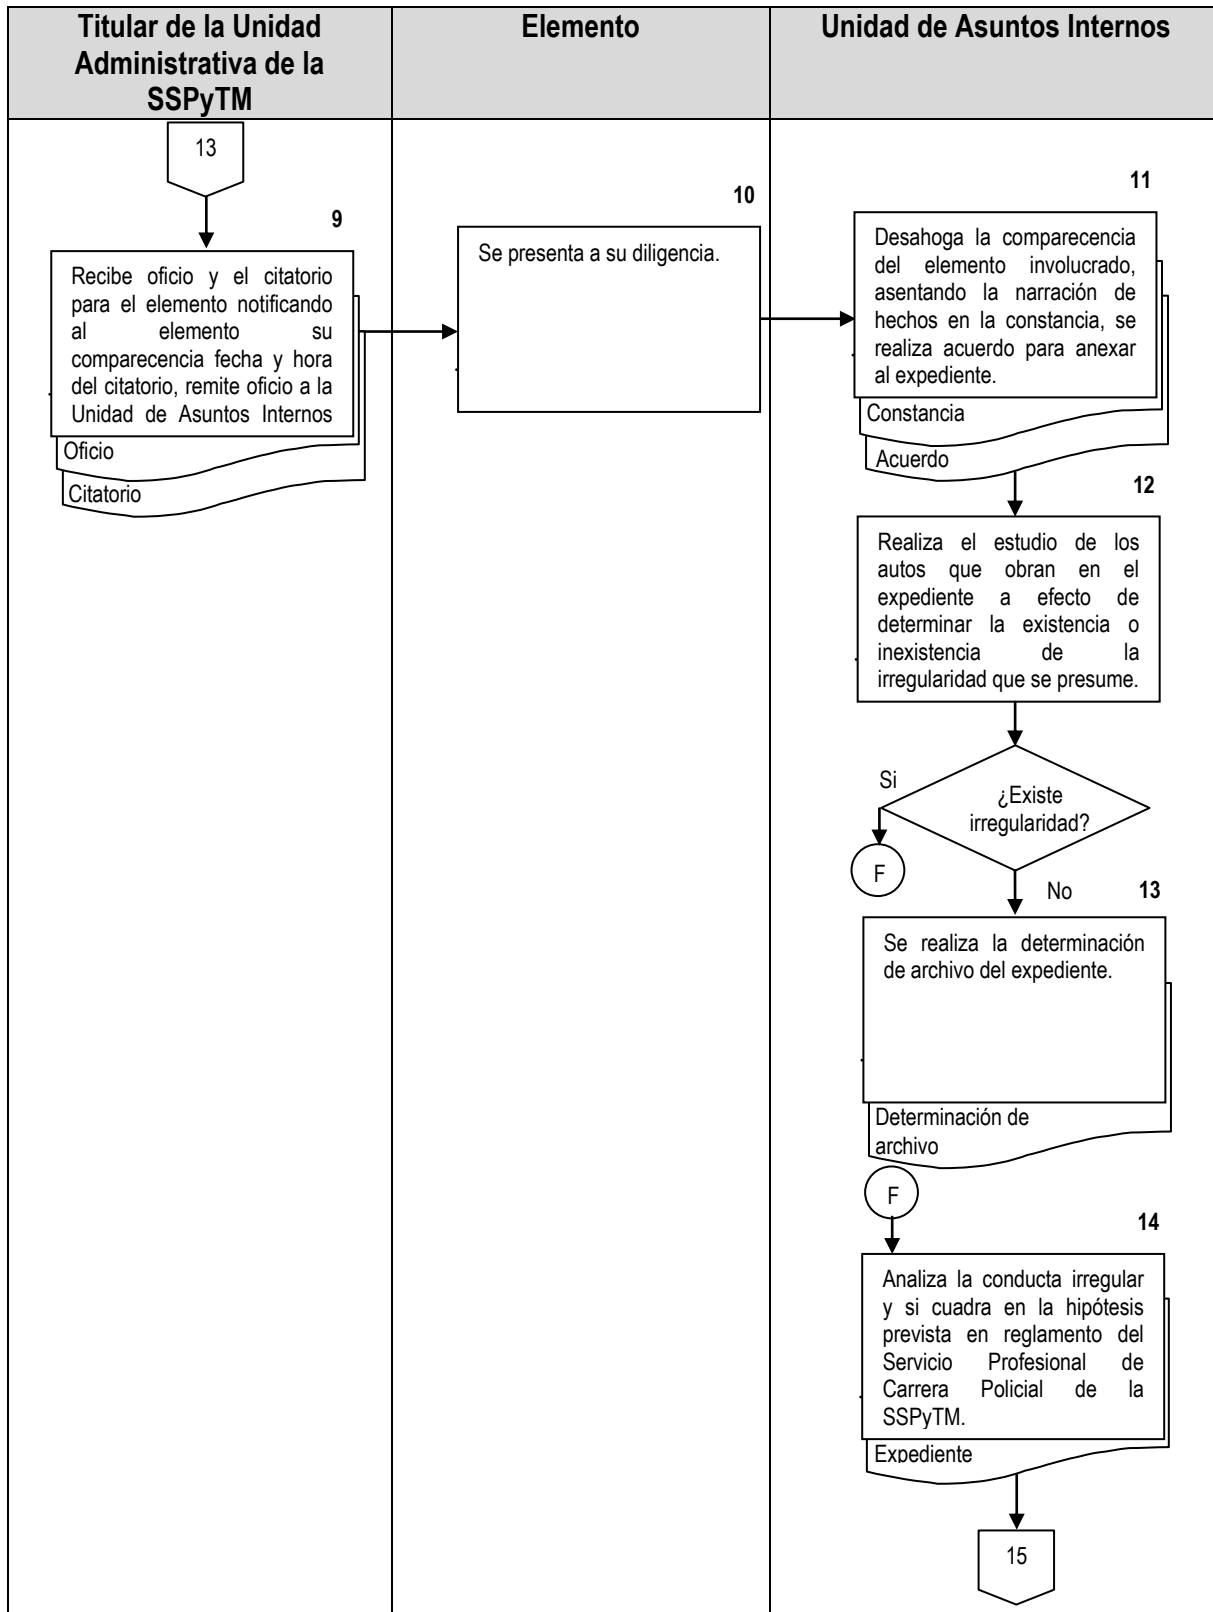 Titular de la Unidad
Administrativa de la
SSPyTM
Elemento
Unidad de Asuntos Internos
13
9
Recibe oficio y el citatorio
para el elemento notificando
al elemento su
comparecencia fecha y hora
del citatorio, remite oficio a la
Unidad de Asuntos Internos
Oficio
Citatorio
10
Se presenta a su diligencia.
11
Desahoga la comparecencia
del elemento involucrado,
asentando la narración de
hechos en la constancia, se
realiza acuerdo para anexar
al expediente.
Constancia
Acuerdo
12
Realiza el estudio de los
autos que obran en el
expediente a efecto de
determinar la existencia o
inexistencia de la
irregularidad que se presume.
Si
¿Existe
irregularidad?
F
No
13
Se realiza la determinación
de archivo del expediente.
Determinación de
archivo
F
14
Analiza la conducta irregular
y si cuadra en la hipótesis
prevista en reglamento del
Servicio Profesional de
Carrera Policial de la
SSPyTM.
Expediente
15